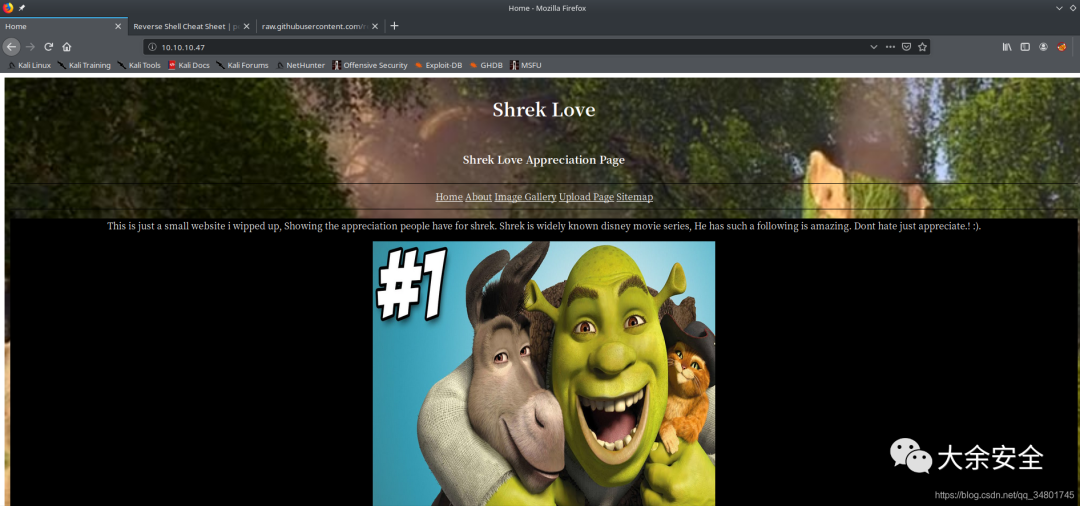 Home - Mozilla Firefox
Home
Reverse Shell Cheat Sheet | p
raw.githubusercontent.com/r
10.10.10.47
Kali Linux Kali Training Kali Tools Kali Docs Kali Forums NetHunter Offensive Security Exploit-DB GHDB MSFU
Shrek Love
Shrek Love Appreciation Page
Home About Image Gallery Upload Page Sitemap
This is just a small website i wipped up, Showing the appreciation people have for shrek. Shrek is widely known disney movie series, He has such a following is amazing. Dont hate just appreciate.! :).
#1
大余安全
https://blog.csdn.net/qq_34801745